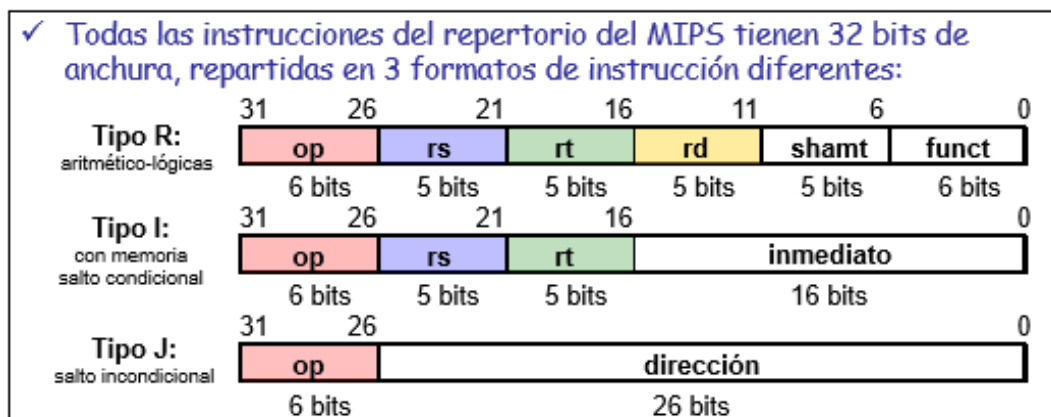 ✓ Todas las instrucciones del repertorio del MIPS tienen 32 bits de
anchura, repartidas en 3 formatos de instrucción diferentes:
31 26 21 16 11 6 0
Tipo R: op rs rt rd shamt funct
aritmético-lógicas
6 bits 5 bits 5 bits 5 bits 5 bits 6 bits
31 26 21 16 0
Tipo I: op rs rt inmediato
con memoria
salto condicional
6 bits 5 bits 5 bits 16 bits
31 26 0
Tipo J: op dirección
salto incondicional
6 bits 26 bits